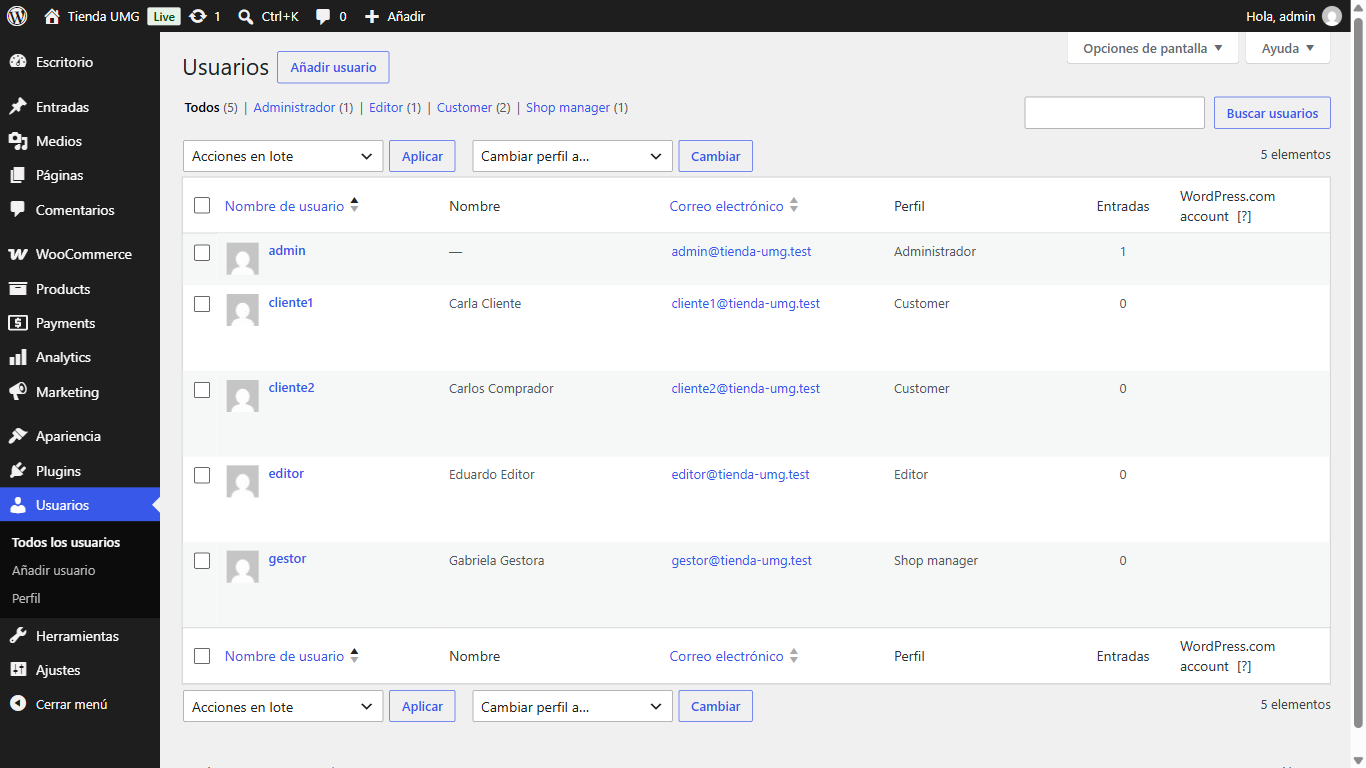 Tienda UMG Live 1 Ctrl+K 0 Añadir Hola, admin
Escritorio
Entradas
Medios
Páginas
Comentarios
WooCommerce
Products
Payments
Analytics
Marketing
Apariencia
Plugins
Usuarios
Todos los usuarios
Añadir usuario
Perfil
Herramientas
Ajustes
Cerrar menú
Opciones de pantalla Ayuda
Usuarios Añadir usuario
Todos (5) | Administrador (1) | Editor (1) | Customer (2) | Shop manager (1)
Buscar usuarios
Acciones en lote Aplicar Cambiar perfil a... Cambiar 5 elementos
Nombre de usuario Nombre Correo electrónico Perfil Entradas WordPress.com
account [?]
admin — admin@tienda-umg.test Administrador 1
cliente1 Carla Cliente cliente1@tienda-umg.test Customer 0
cliente2 Carlos Comprador cliente2@tienda-umg.test Customer 0
editor Eduardo Editor editor@tienda-umg.test Editor 0
gestor Gabriela Gestora gestor@tienda-umg.test Shop manager 0
Nombre de usuario Nombre Correo electrónico Perfil Entradas WordPress.com
account [?]
Acciones en lote Aplicar Cambiar perfil a... Cambiar 5 elementos